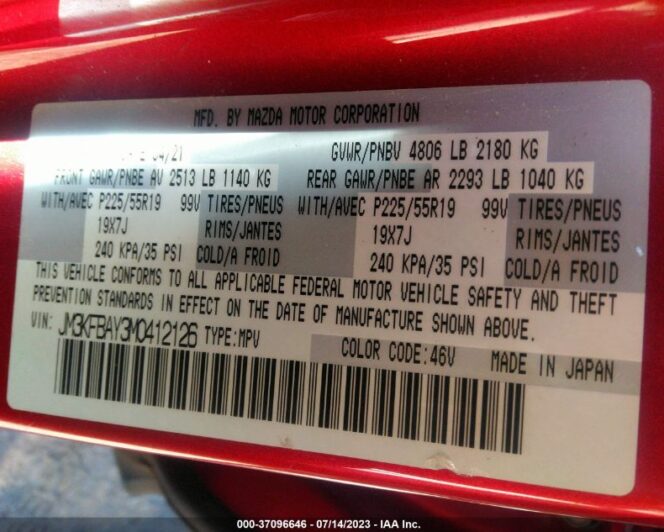 MFD. BY MAZDA MOTOR CORPORATION
04/21 GVWR/PNBV 4806 LB 2180 KG
FRONT GAWR/PNBE AV 2513 LB 1140 KG REAR GAWR/PNBE AR 2293 LB 1040 KG
WITH/AVEC P225/55R19 99V TIRES/PNEUS WITH/AVEC P225/55R19 99V TIRES/PNEUS
19X7J RIMS/JANTES 19X7J RIMS/JANTES
240 KPA/35 PSI COLD/A FROID 240 KPA/35 PSI COLD/A FROID
THIS VEHICLE CONFORMS TO ALL APPLICABLE FEDERAL MOTOR VEHICLE SAFETY AND THEFT
PREVENTION STANDARDS IN EFFECT ON THE DATE OF MANUFACTURE SHOWN ABOVE.
VIN: JM3KFBAY3M0412126 TYPE:MPV
COLOR CODE:46V MADE IN JAPAN
000-37096646 - 07/14/2023 - IAA Inc.